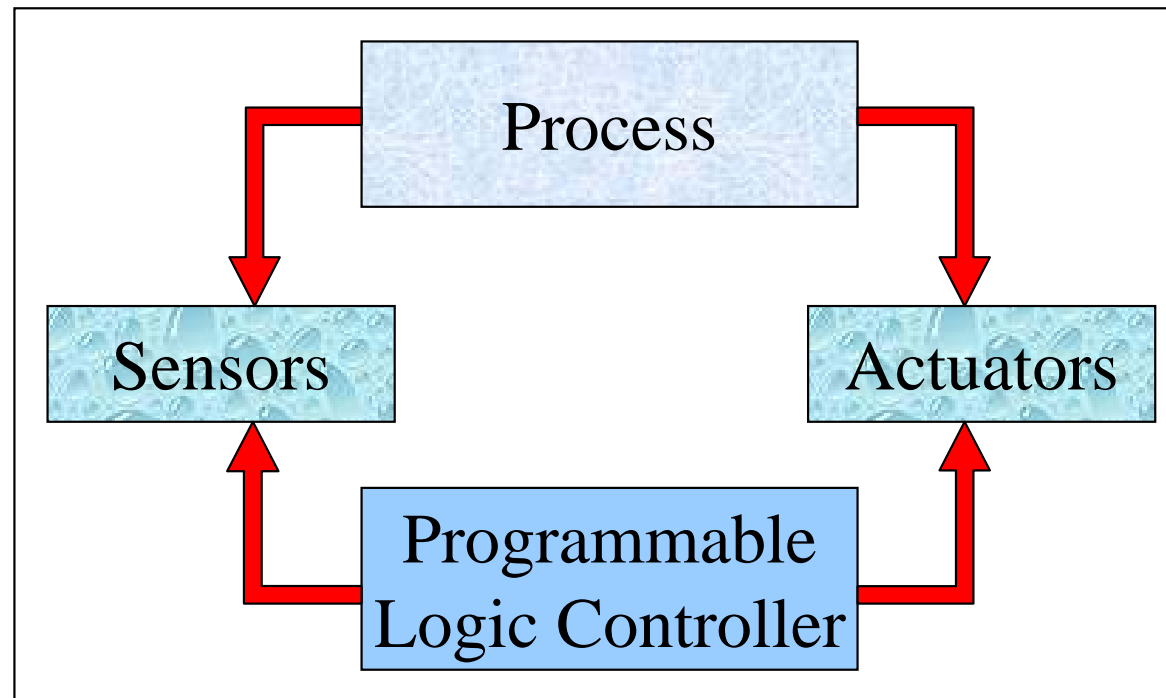 Process
Sensors
Actuators
Programmable
Logic Controller